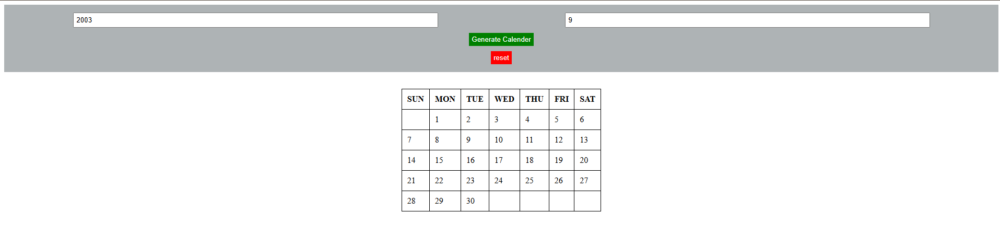 2003 9
Generate Calender
reset
SUN MON TUE WED THU FRI SAT
1 2 3 4 5 6
7 8 9 10 11 12 13
14 15 16 17 18 19 20
21 22 23 24 25 26 27
28 29 30